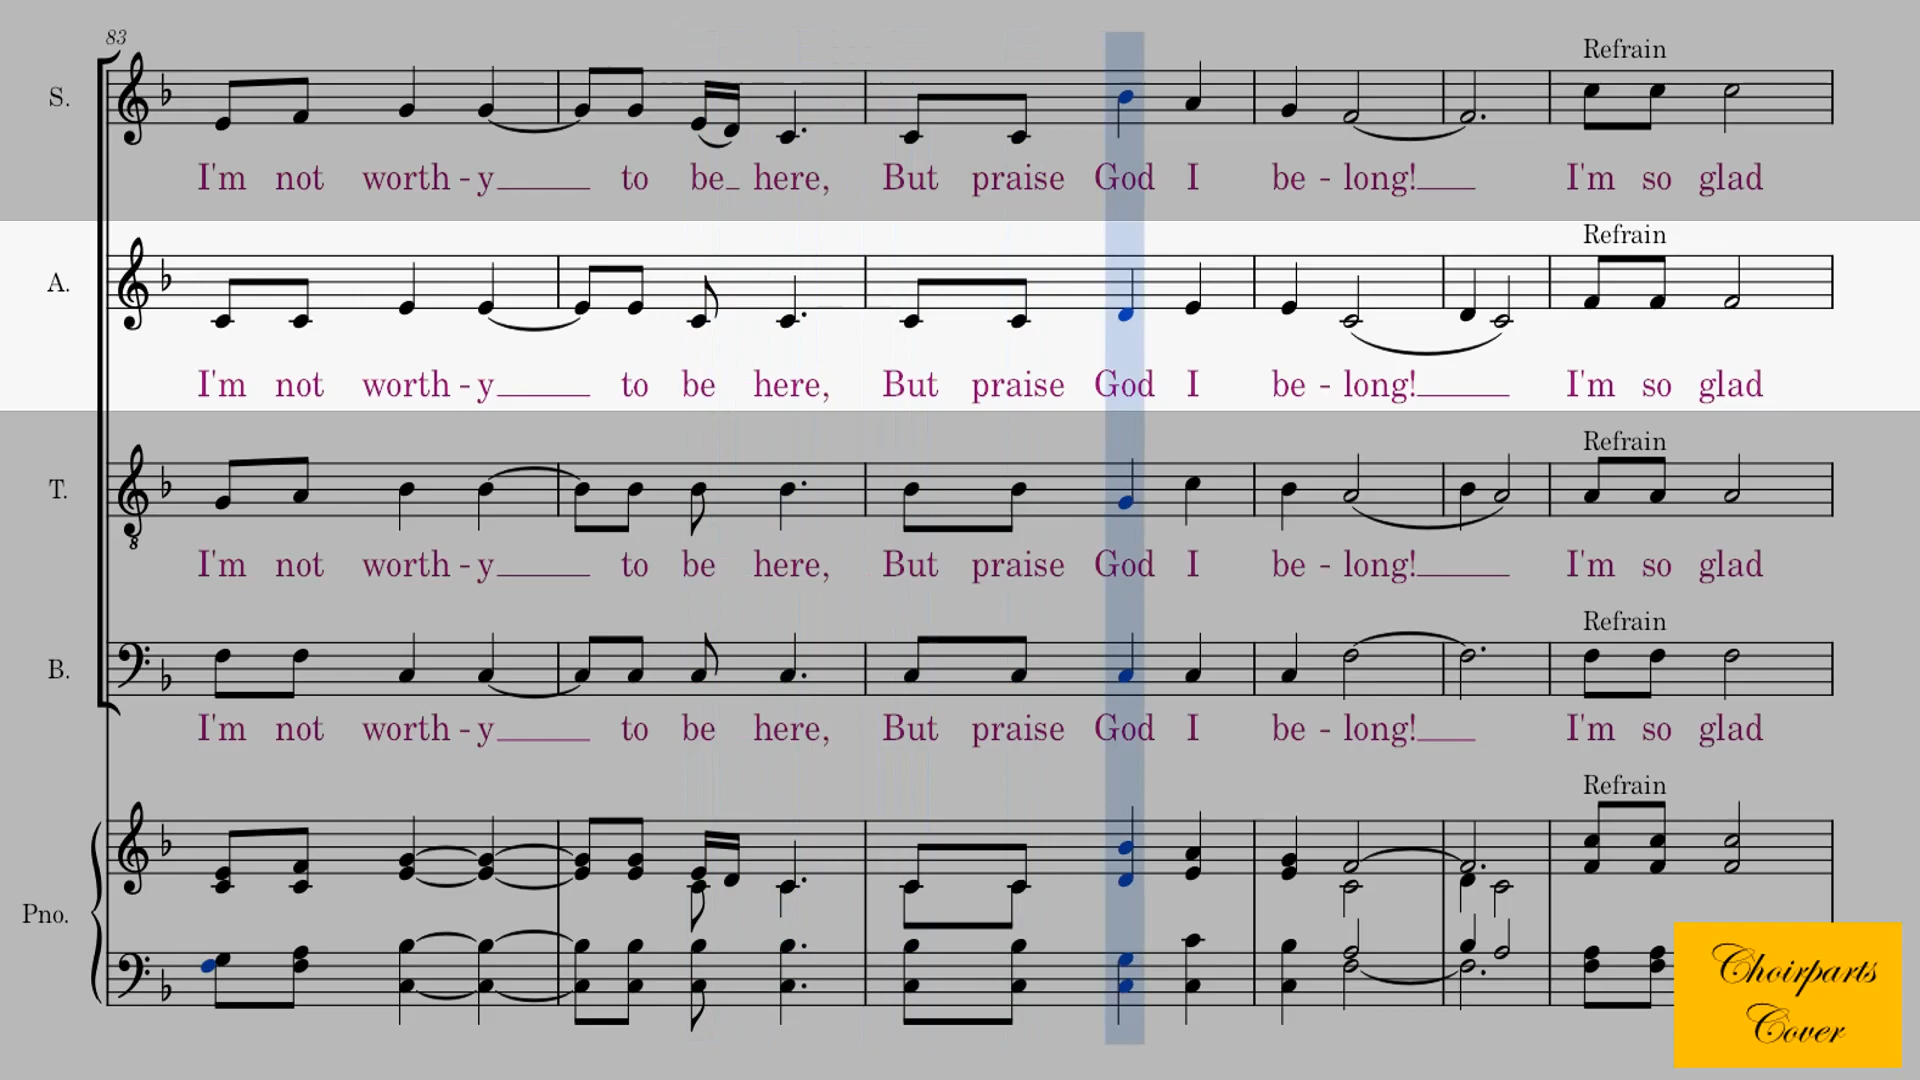 83
Refrain
S.
I'm not worth - y to be here, But praise God I be - long! I'm so glad
Refrain
A.
I'm not worth - y to be here, But praise God I be - long! I'm so glad
Refrain
T.
I'm not worth - y to be here, But praise God I be - long! I'm so glad
Refrain
B.
I'm not worth - y to be here, But praise God I be - long! I'm so glad
Refrain
Pno.
Choirparts
Cover